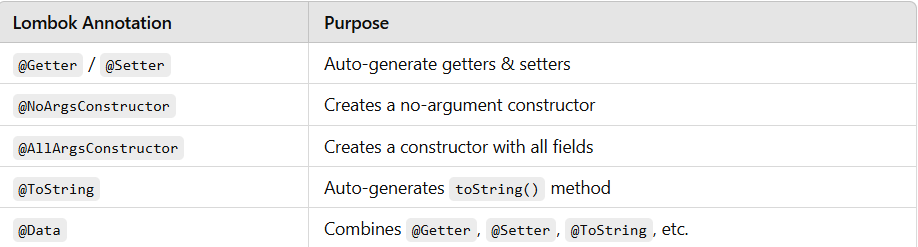 Lombok Annotation Purpose
@Getter / @Setter Auto-generate getters & setters
@NoArgsConstructor Creates a no-argument constructor
@AllArgsConstructor Creates a constructor with all fields
@ToString Auto-generates toString() method
@Data Combines @Getter, @Setter, @ToString, etc.